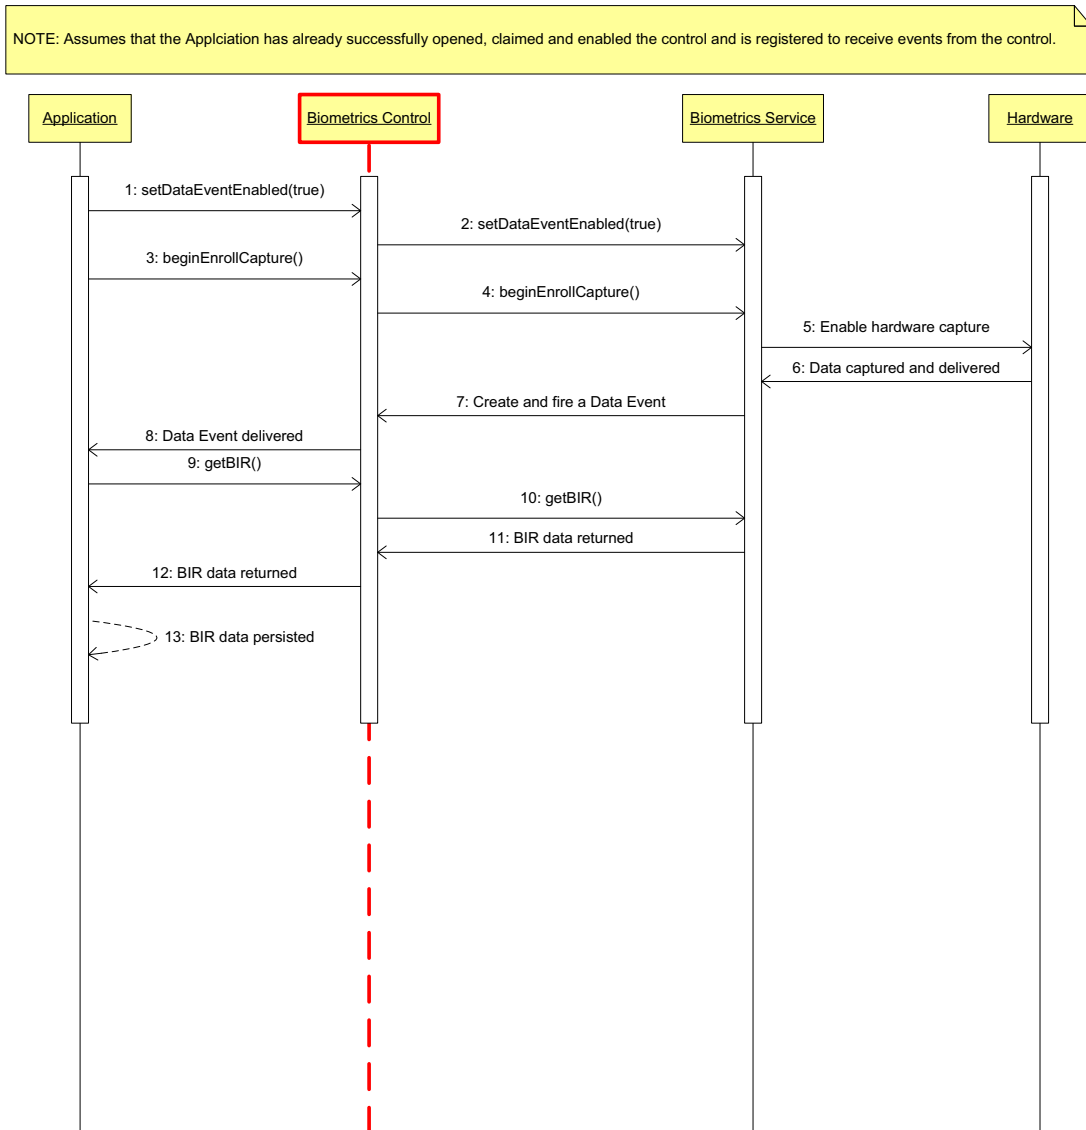 NOTE: Assumes that the Applciation has already successfully opened, claimed and enabled the control and is registered to receive events from the control.
Application
Biometrics Control
Biometrics Service
Hardware
1: setDataEventEnabled(true)
2: setDataEventEnabled(true)
3: beginEnrollCapture()
4: beginEnrollCapture()
5: Enable hardware capture
6: Data captured and delivered
7: Create and fire a Data Event
8: Data Event delivered
9: getBIR()
10: getBIR()
11: BIR data returned
12: BIR data returned
13: BIR data persisted